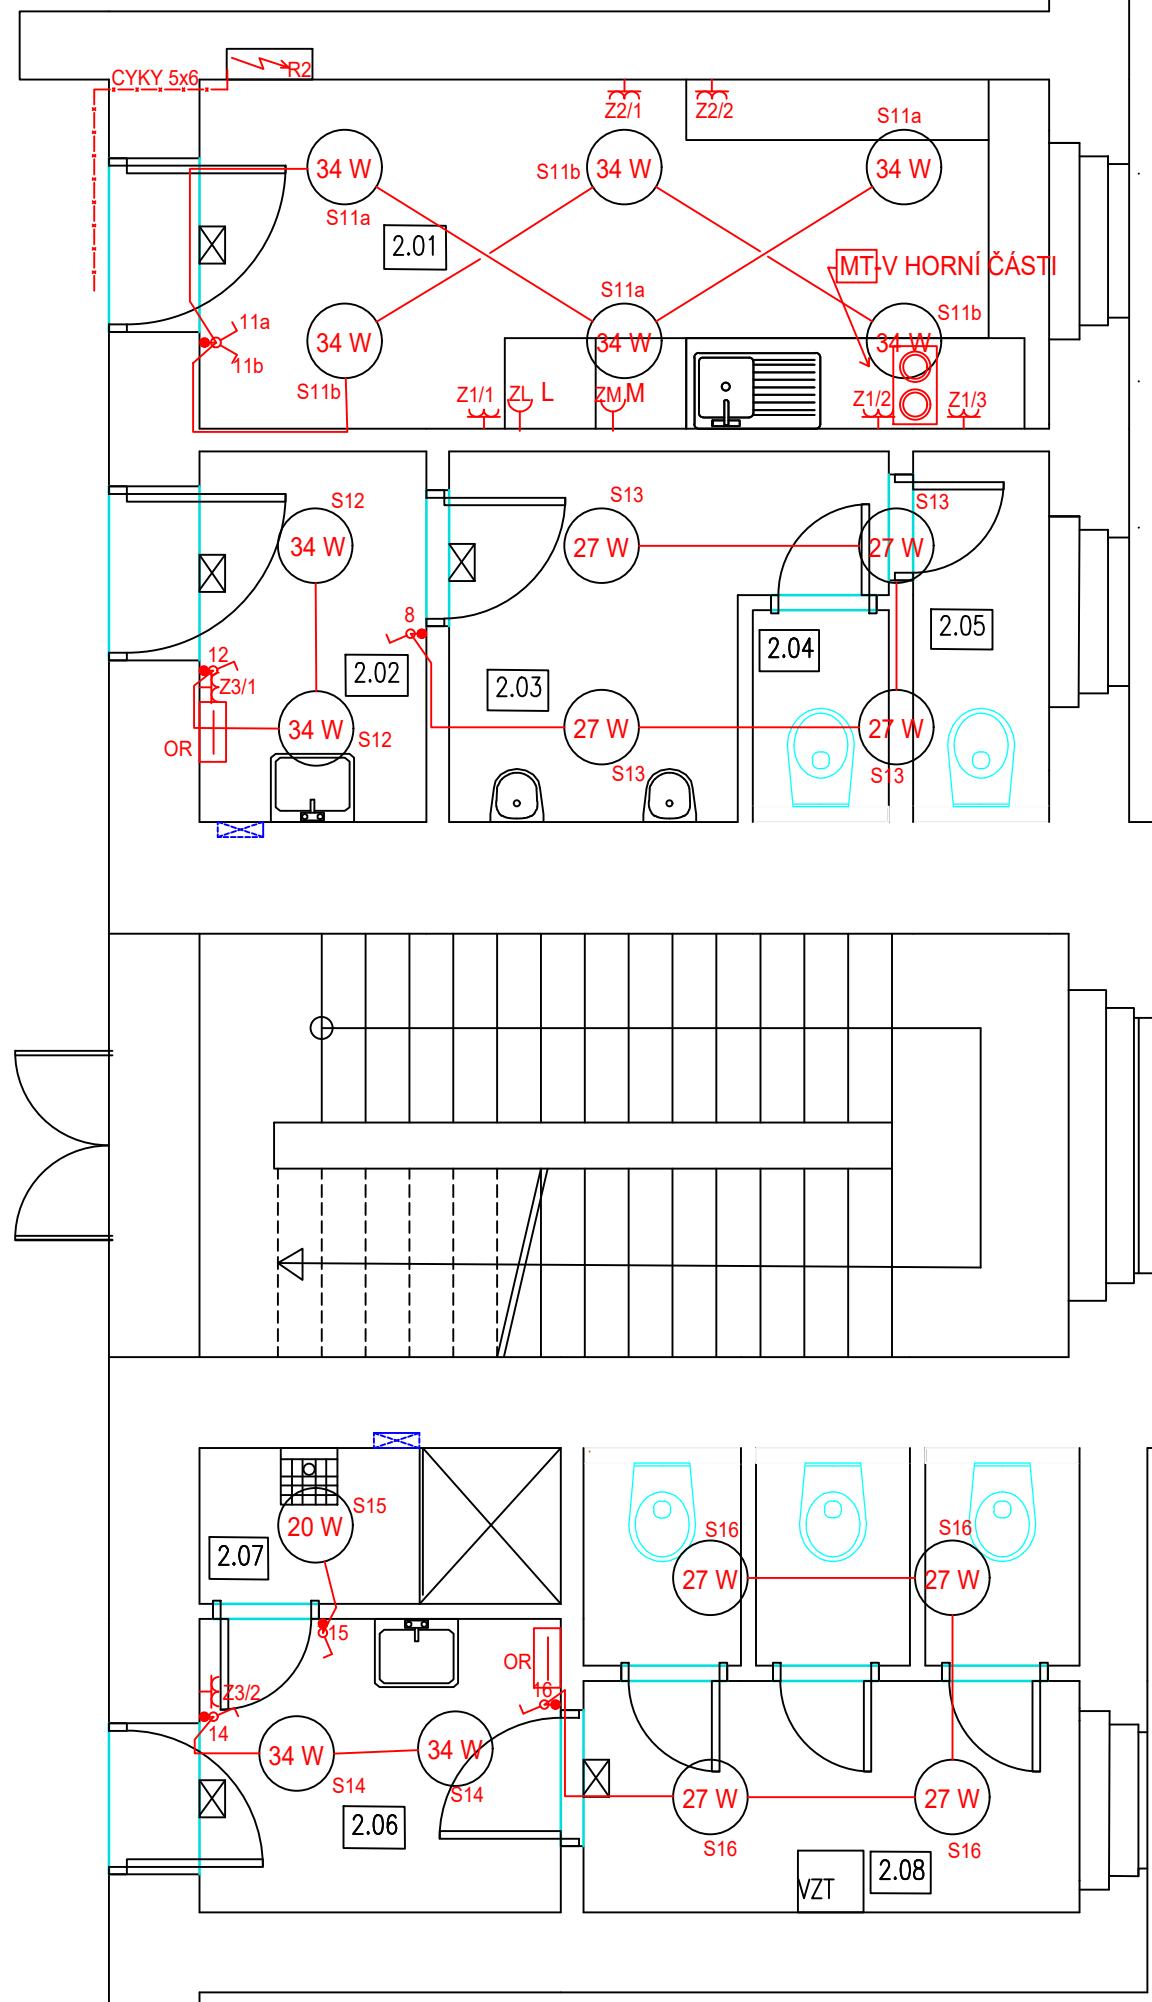 CYKY 5x6
R2
Z2/1
Z2/2
S11a
34 W
34 W
34 W
S11b
S11a
2.01
MT-V HORNÍ ČÁSTI
S11a
S11b
11a
34 W
34 W
34 W
11b
S11b
Z1/1
ZL
L
ZM
M
Z1/2
Z1/3
S12
S13
S13
34 W
27 W
27 W
8
2.04
2.05
12
2.02
2.03
Z3/1
34 W
S12
27 W
27 W
OR
S13
S13
S15
20 W
S16
S16
2.07
27 W
27 W
15
OR
Z3/2
16
14
34 W
34 W
S14
S14
27 W
27 W
2.06
S16
S16
2.08
VZT